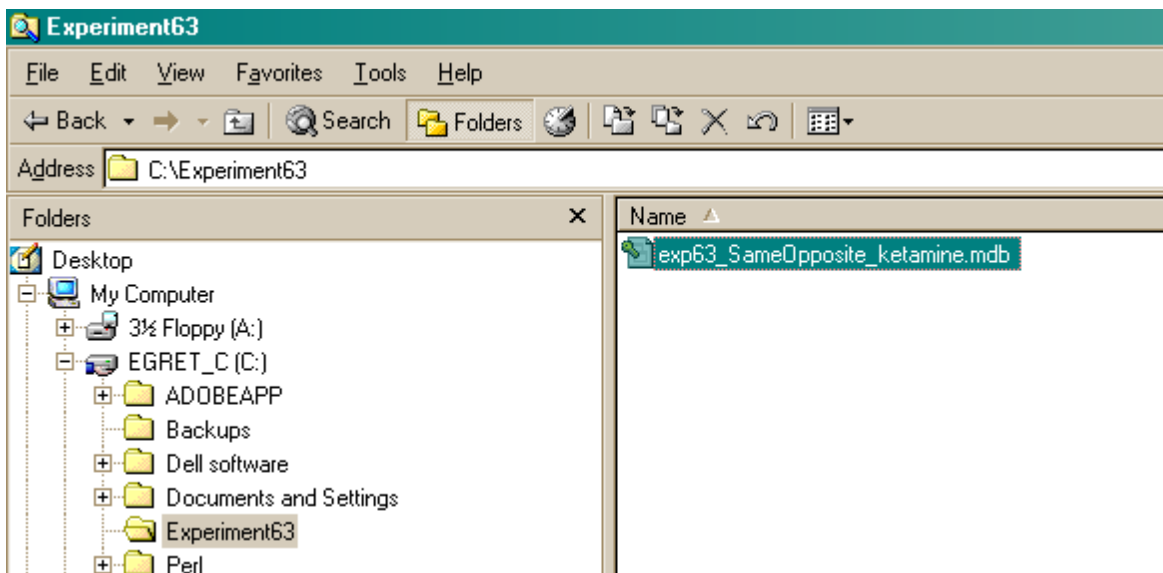 Experiment63
File Edit View Favorites Tools Help
Back Search Folders
Address C:\Experiment63
Folders × Name
exp63_SameOpposite_ketamine.mdb
Desktop
My Computer
3½ Floppy (A:)
EGRET_C (C:)
ADOBEAPP
Backups
Dell software
Documents and Settings
Experiment63
Perl